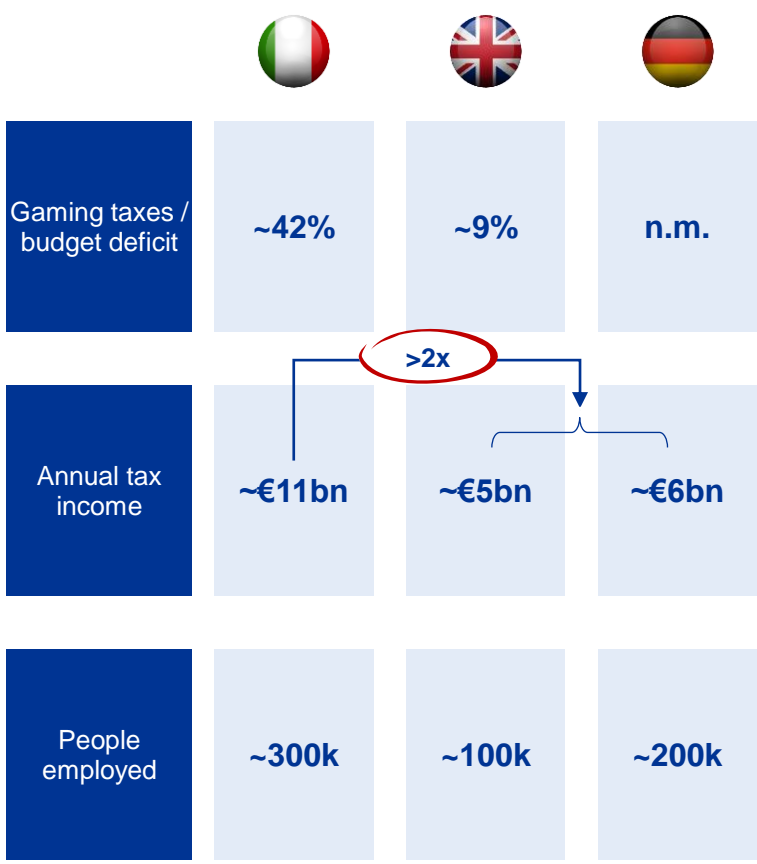 Gaming taxes /
budget deficit
~42%
~9%
n.m.
>2x
Annual tax
income
~€11bn
~€5bn
~€6bn
People
employed
~300k
~100k
~200k